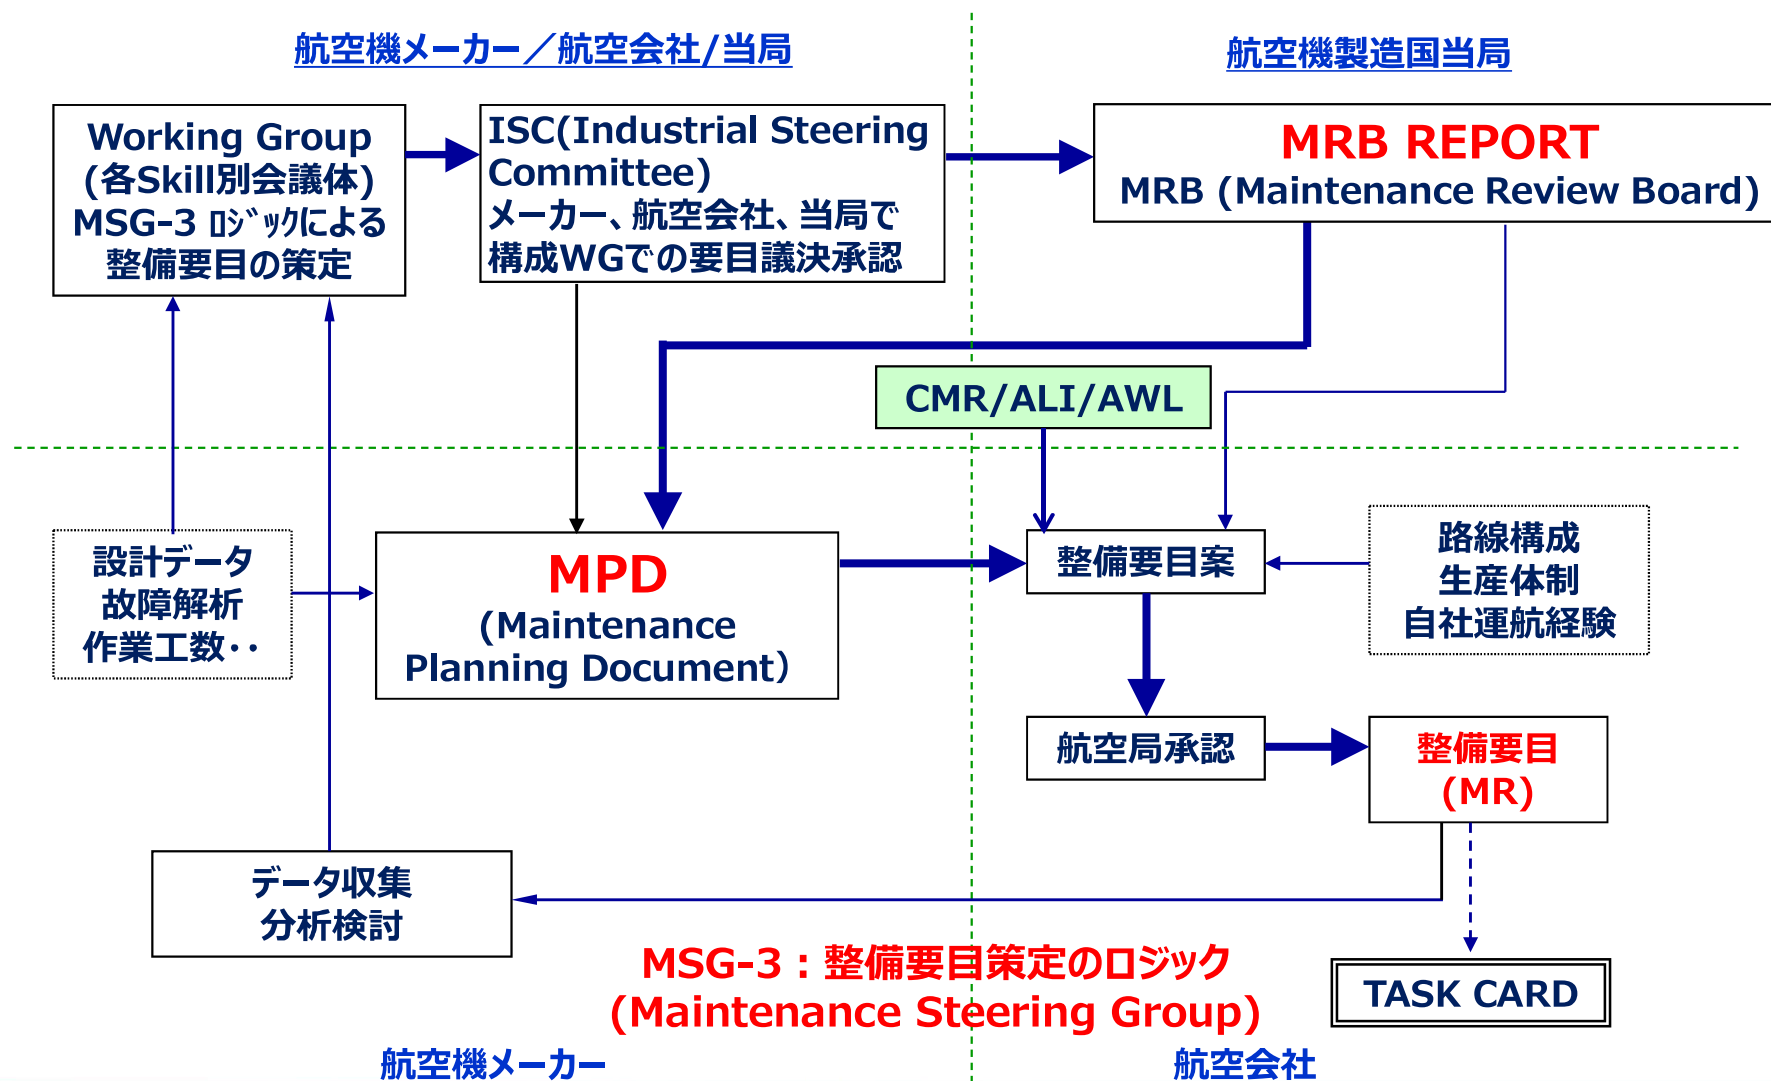 航空機メーカー／航空会社/当局
航空機製造国当局
Working Group
(各Skill別会議体)
MSG-3 ﾛｼﾞｯｸによる
整備要目の策定
ISC(Industrial Steering
Committee)
メーカー、航空会社、当局で
構成WGでの要目議決承認
MRB REPORT
MRB (Maintenance Review Board)
CMR/ALI/AWL
設計データ
故障解析
作業工数･･
MPD
(Maintenance
Planning Document）
整備要目案
路線構成
生産体制
自社運航経験
航空局承認
整備要目
(MR)
データ収集
分析検討
MSG-3：整備要目策定のロジック
(Maintenance Steering Group)
TASK CARD
航空機メーカー
航空会社